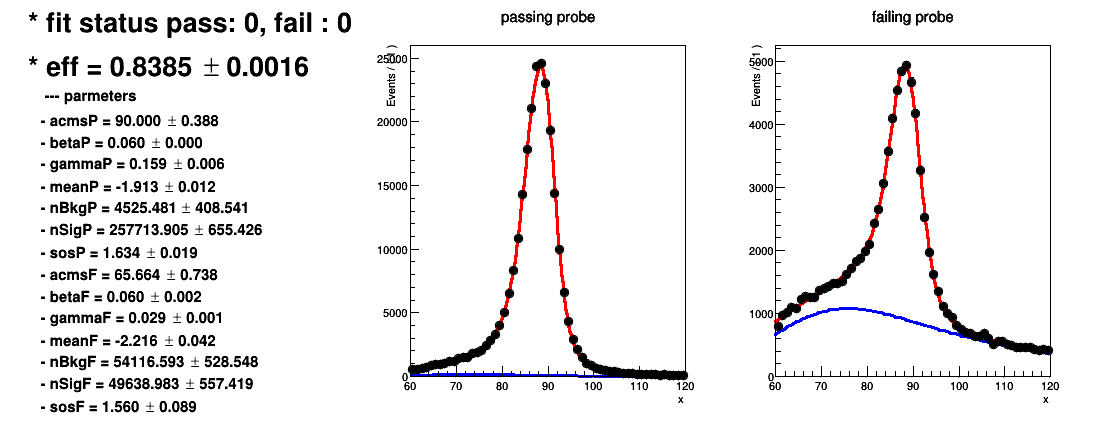 * fit status pass: 0, fail : 0
* eff = 0.8385 ± 0.0016
--- parmeters
- acmsP = 90.000 ± 0.388
- betaP = 0.060 ± 0.000
- gammaP = 0.159 ± 0.006
- meanP = -1.913 ± 0.012
- nBkgP = 4525.481 ± 408.541
- nSigP = 257713.905 ± 655.426
- sosP = 1.634 ± 0.019
- acmsF = 65.664 ± 0.738
- betaF = 0.060 ± 0.002
- gammaF = 0.029 ± 0.001
- meanF = -2.216 ± 0.042
- nBkgF = 54116.593 ± 528.548
- nSigF = 49638.983 ± 557.419
- sosF = 1.560 ± 0.089
passing probe
Events / ( 1 )
25000
20000
15000
10000
5000
0
60 70 80 90 100 110 120
x
failing probe
Events / ( 1 )
5000
4000
3000
2000
1000
0
60 70 80 90 100 110 120
x